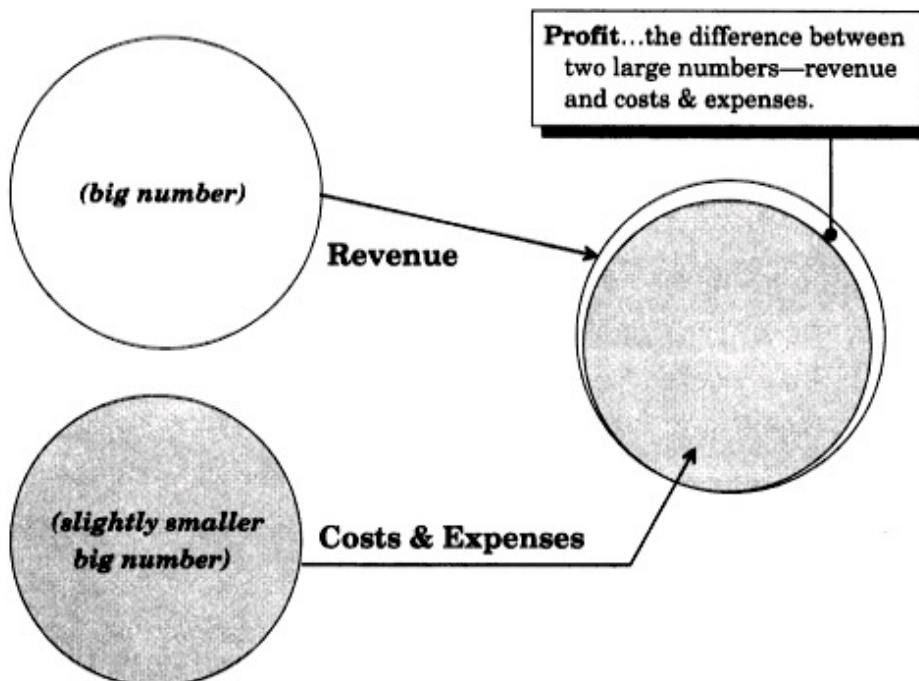 Profit...the difference between
two large numbers—revenue
and costs & expenses.
(big number)
Revenue
(slightly smaller
big number)
Costs & Expenses